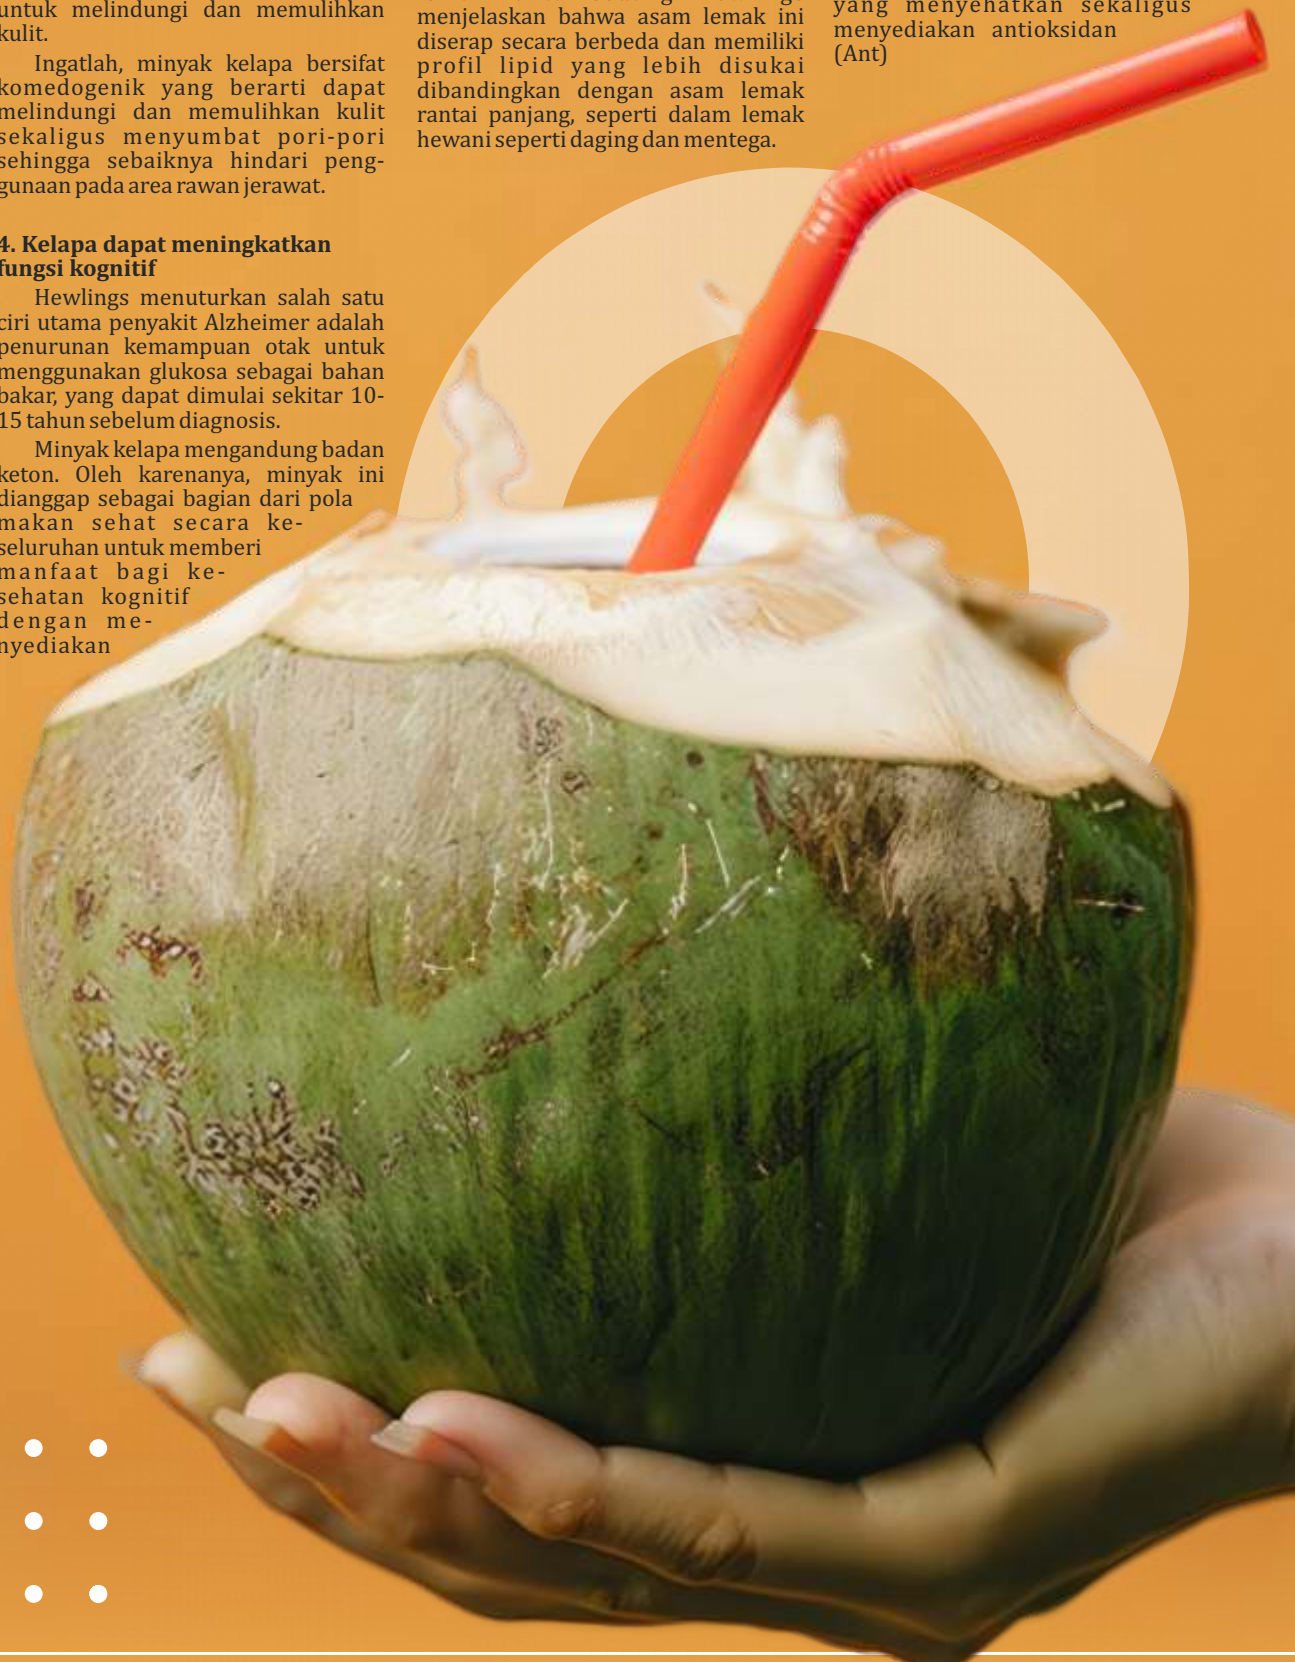 untuk melindungi dan memulihkan
kulit.
Ingatlah, minyak kelapa bersifat
komedogenik yang berarti dapat
melindungi dan memulihkan kulit
sekaligus menyumbat pori-pori
sehingga sebaiknya hindari peng-
gunaan pada area rawan jerawat.
4. Kelapa dapat meningkatkan
fungsi kognitif
Hewlings menuturkan salah satu
ciri utama penyakit Alzheimer adalah
penurunan kemampuan otak untuk
menggunakan glukosa sebagai bahan
bakar, yang dapat dimulai sekitar 10-
15 tahun sebelum diagnosis.
Minyak kelapa mengandung badan
keton. Oleh karenanya, minyak ini
dianggap sebagai bagian dari pola
makan sehat secara ke-
seluruhan untuk memberi
manfaat bagi ke-
sehatan kognitif
dengan me-
nyediakan
menjelaskan bahwa asam lemak ini
diserap secara berbeda dan memiliki
profil lipid yang lebih disukai
dibandingkan dengan asam lemak
rantai panjang, seperti dalam lemak
hewani seperti daging dan mentega.
yang menyehatkan sekaligus
menyediakan antioksidan
(Ant)